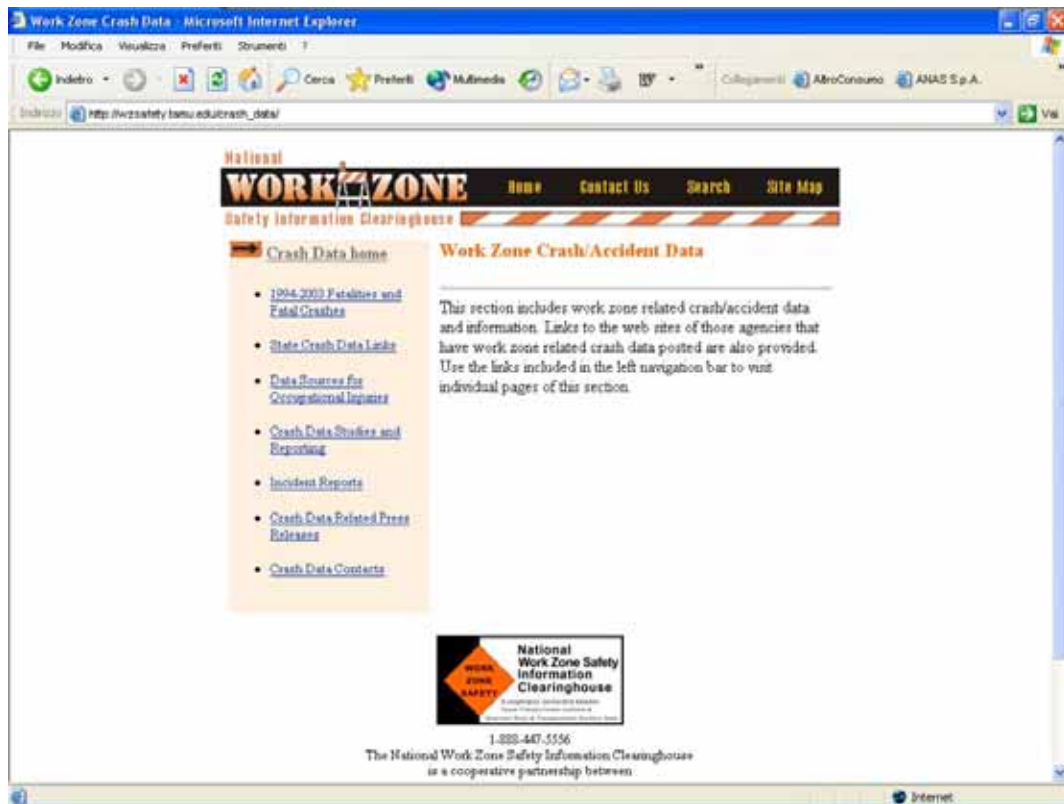 Work Zone Crash Data - Microsoft Internet Explorer
File Modifica Visualizza Preferiti Strumenti ?
Indietro Cerca Preferiti Multimedia Collegamenti AltroConsumo ANAS S.p.A.
Indirizzo http://wzsafety.tamu.edu/crash_data/ Vai
National
WORK ZONE Home Contact Us Search Site Map
Safety Information Clearinghouse
Crash Data home
Work Zone Crash/Accident Data
1994-2003 Fatalities and
Fatal Crashes
State Crash Data Links
Data Sources for
Occupational Injuries
Crash Data Studies and
Reporting
Incident Reports
Crash Data Related Press
Releases
Crash Data Contacts
This section includes work zone related crash/accident data
and information. Links to the web sites of those agencies that
have work zone related crash data posted are also provided.
Use the links included in the left navigation bar to visit
individual pages of this section.
WORK
ZONE
SAFETY
National
Work Zone Safety
Information
Clearinghouse
1-888-447-5556
The National Work Zone Safety Information Clearinghouse
is a cooperative partnership between
Internet